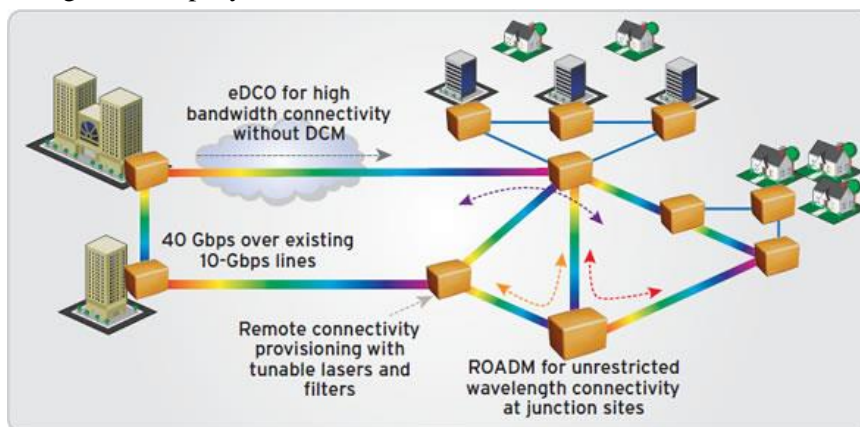 eDCO for high
bandwidth connectivity
without DCM
40 Gbps over existing
10-Gbps lines
Remote connectivity
provisioning with
tunable lasers and
filters
ROADM for unrestricted
wavelength connectivity
at junction sites